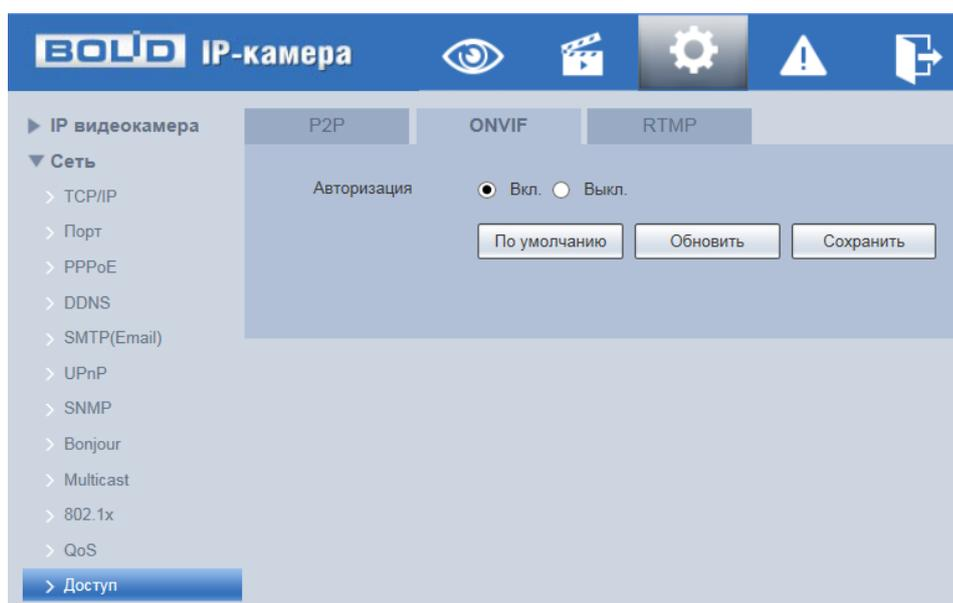 BOLID IP-камера
IP видеокамера
Сеть
TCP/IP
Порт
PPPoE
DDNS
SMTP(Email)
UPnP
SNMP
Bonjour
Multicast
802.1x
QoS
Доступ
P2P ONVIF RTMP
Авторизация Вкл. Выкл.
По умолчанию Обновить Сохранить